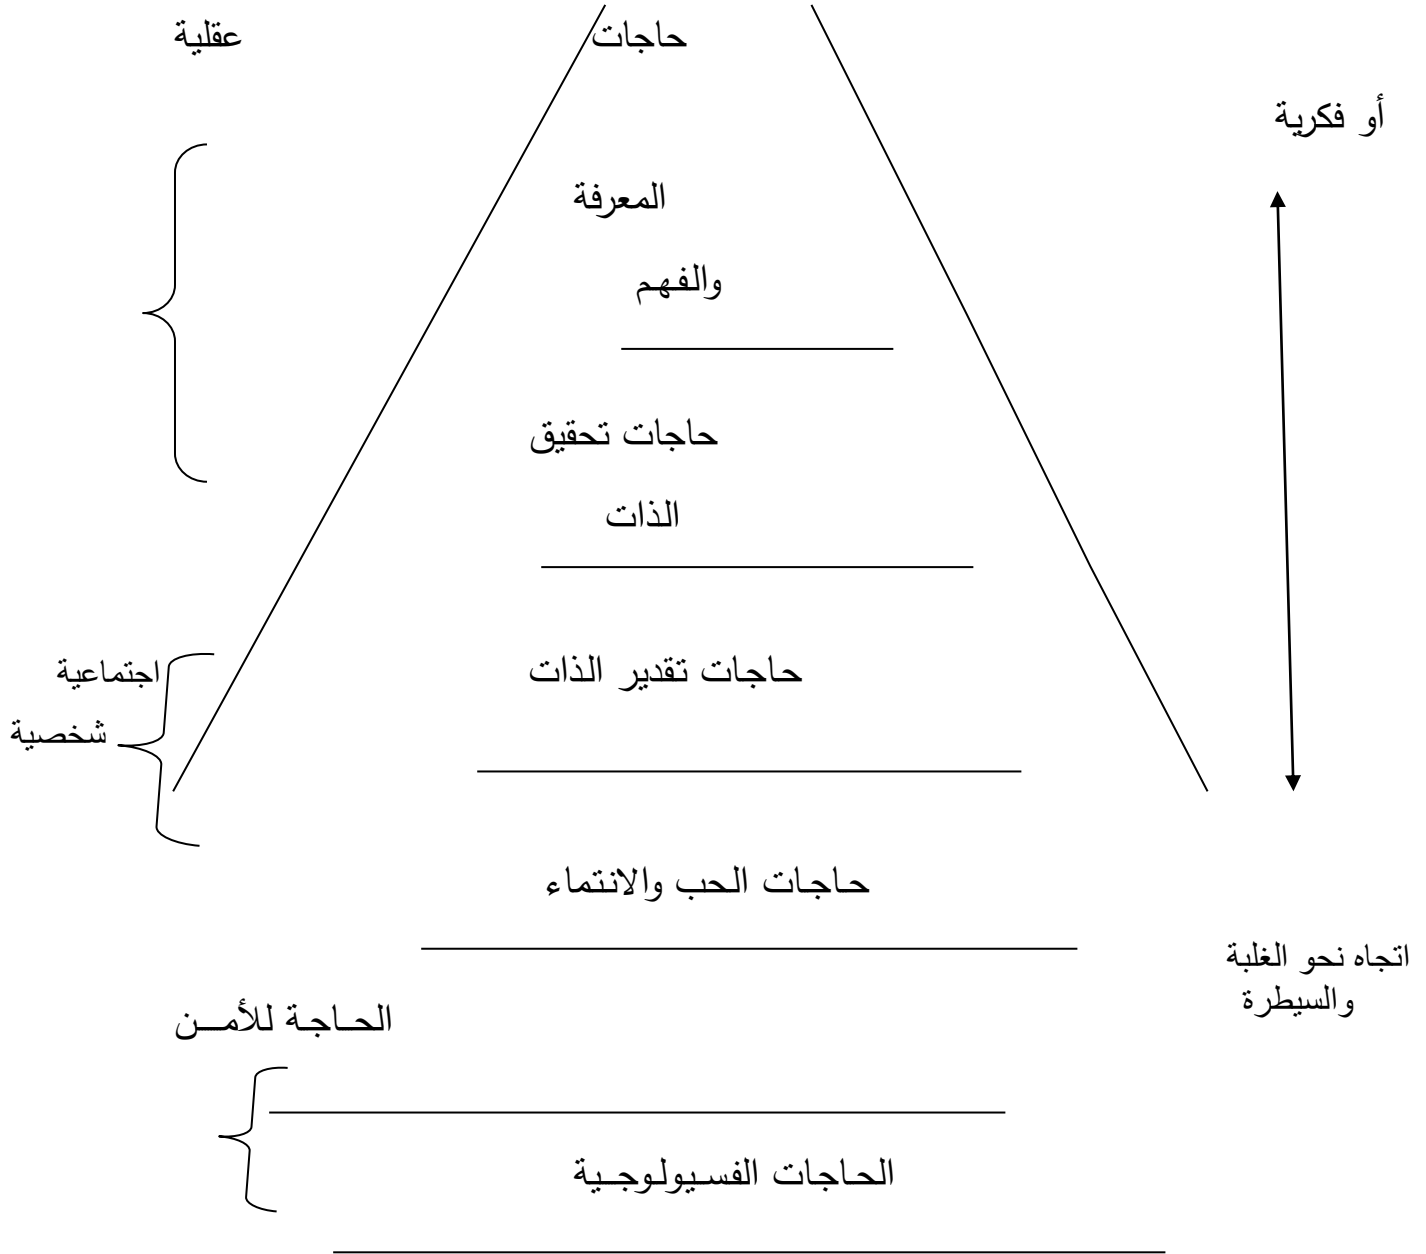 حاجات عقلية
أو فكرية
المعرفة
والفهم
حاجات تحقيق
الذات
حاجات تقدير الذات
اجتماعية
شخصية
حاجات الحب والانتماء
اتجاه نحو الغلبة
والسيطرة
الحاجة للأمن
الحاجات الفسيولوجية